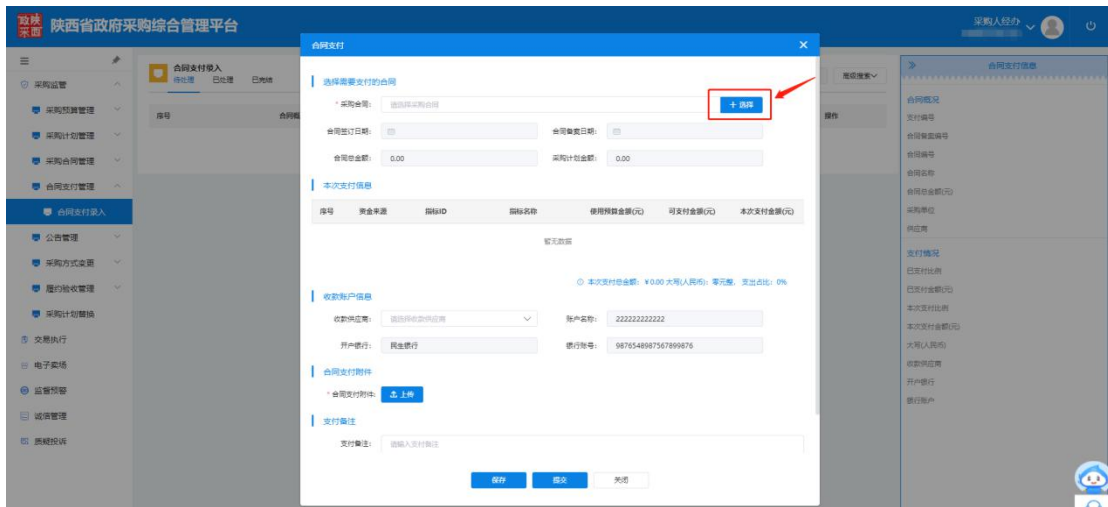 政陕采西 陕西省政府采购综合管理平台
采购人经办
合同支付
合同支付录入
待处理 已处理 已完结
高级搜索
合同支付信息
采购监管
采购预算管理
采购计划管理
采购合同管理
合同支付管理
合同支付录入
公告管理
采购方式变更
履约验收管理
采购计划替换
交易执行
电子卖场
监督预警
诚信管理
质疑投诉
序号 操作
选择需要支付的合同
* 采购合同: 请选择采购合同 + 选择
合同签订日期: 合同备案日期:
合同总金额: 0.00 采购计划金额: 0.00
本次支付信息
序号 资金来源 指标ID 指标名称 使用预算金额(元) 可支付金额(元) 本次支付金额(元)
暂无数据
本次支付总金额: ¥0.00 大写(人民币): 零元整, 支出占比: 0%
收款账户信息
收款供应商: 请选择收款供应商 账户名称: 222222222222
开户银行: 民生银行 银行账号: 9876548987567899876
合同支付附件
* 合同支付附件: 上传
支付备注
支付备注: 请输入支付备注
保存 提交 关闭
合同概况
支付编号
合同备案编号
合同编号
合同名称
合同总金额(元)
采购单位
供应商
支付情况
已支付比例
已支付金额(元)
本次支付比例
本次支付金额(元)
大写(人民币)
收款供应商
开户银行
银行账户